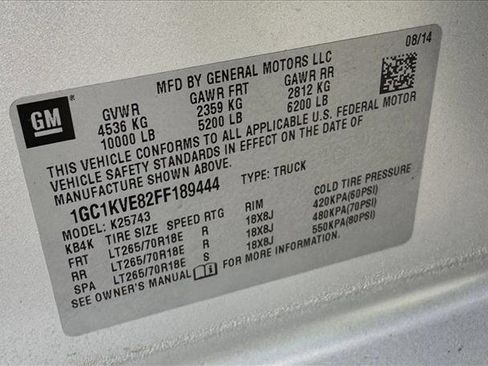 08/14
MFD BY GENERAL MOTORS LLC
GM GVWR GAWR FRT GAWR RR
4536 KG 2359 KG 2812 KG
10000 LB 5200 LB 6200 LB
THIS VEHICLE CONFORMS TO ALL APPLICABLE U.S. FEDERAL MOTOR
VEHICLE SAFETY STANDARDS IN EFFECT ON THE DATE OF
MANUFACTURE SHOWN ABOVE.
1GC1KVE82FF189444 TYPE: TRUCK
MODEL: K25743
KB4K TIRE SIZE SPEED RTG RIM COLD TIRE PRESSURE
FRT LT265/70R18E R 18X8J 420KPA(60PSI)
RR LT265/70R18E R 18X8J 480KPA(70PSI)
SPA LT265/70R18E S 18X8J 550KPA(80PSI)
SEE OWNER'S MANUAL FOR MORE INFORMATION.